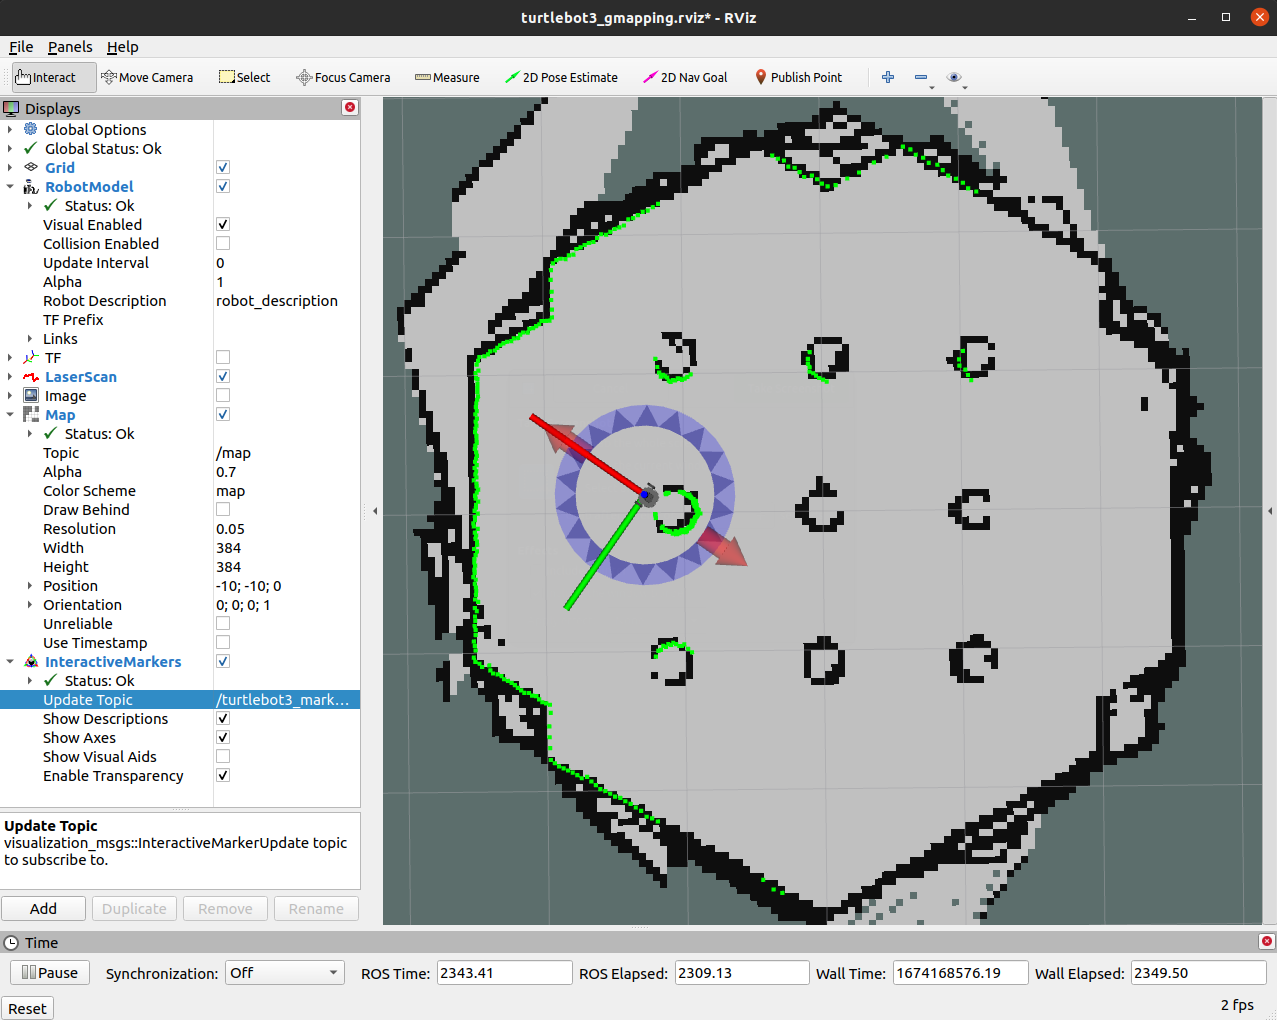 turtlebot3_gmapping.rviz* - RViz
File Panels Help
Interact Move Camera Select Focus Camera Measure 2D Pose Estimate 2D Nav Goal Publish Point
Displays
Global Options
Global Status: Ok
Grid
RobotModel
Status: Ok
Visual Enabled
Collision Enabled
Update Interval 0
Alpha 1
Robot Description robot_description
TF Prefix
Links
TF
LaserScan
Image
Map
Status: Ok
Topic /map
Alpha 0.7
Color Scheme map
Draw Behind
Resolution 0.05
Width 384
Height 384
Position -10; -10; 0
Orientation 0; 0; 0; 1
Unreliable
Use Timestamp
InteractiveMarkers
Status: Ok
Update Topic /turtlebot3_mark...
Show Descriptions
Show Axes
Show Visual Aids
Enable Transparency
Update Topic
visualization_msgs::InteractiveMarkerUpdate topic
to subscribe to.
Add Duplicate Remove Rename
Time
Pause Synchronization: Off ROS Time: 2343.41 ROS Elapsed: 2309.13 Wall Time: 1674168576.19 Wall Elapsed: 2349.50
Reset 2 fps